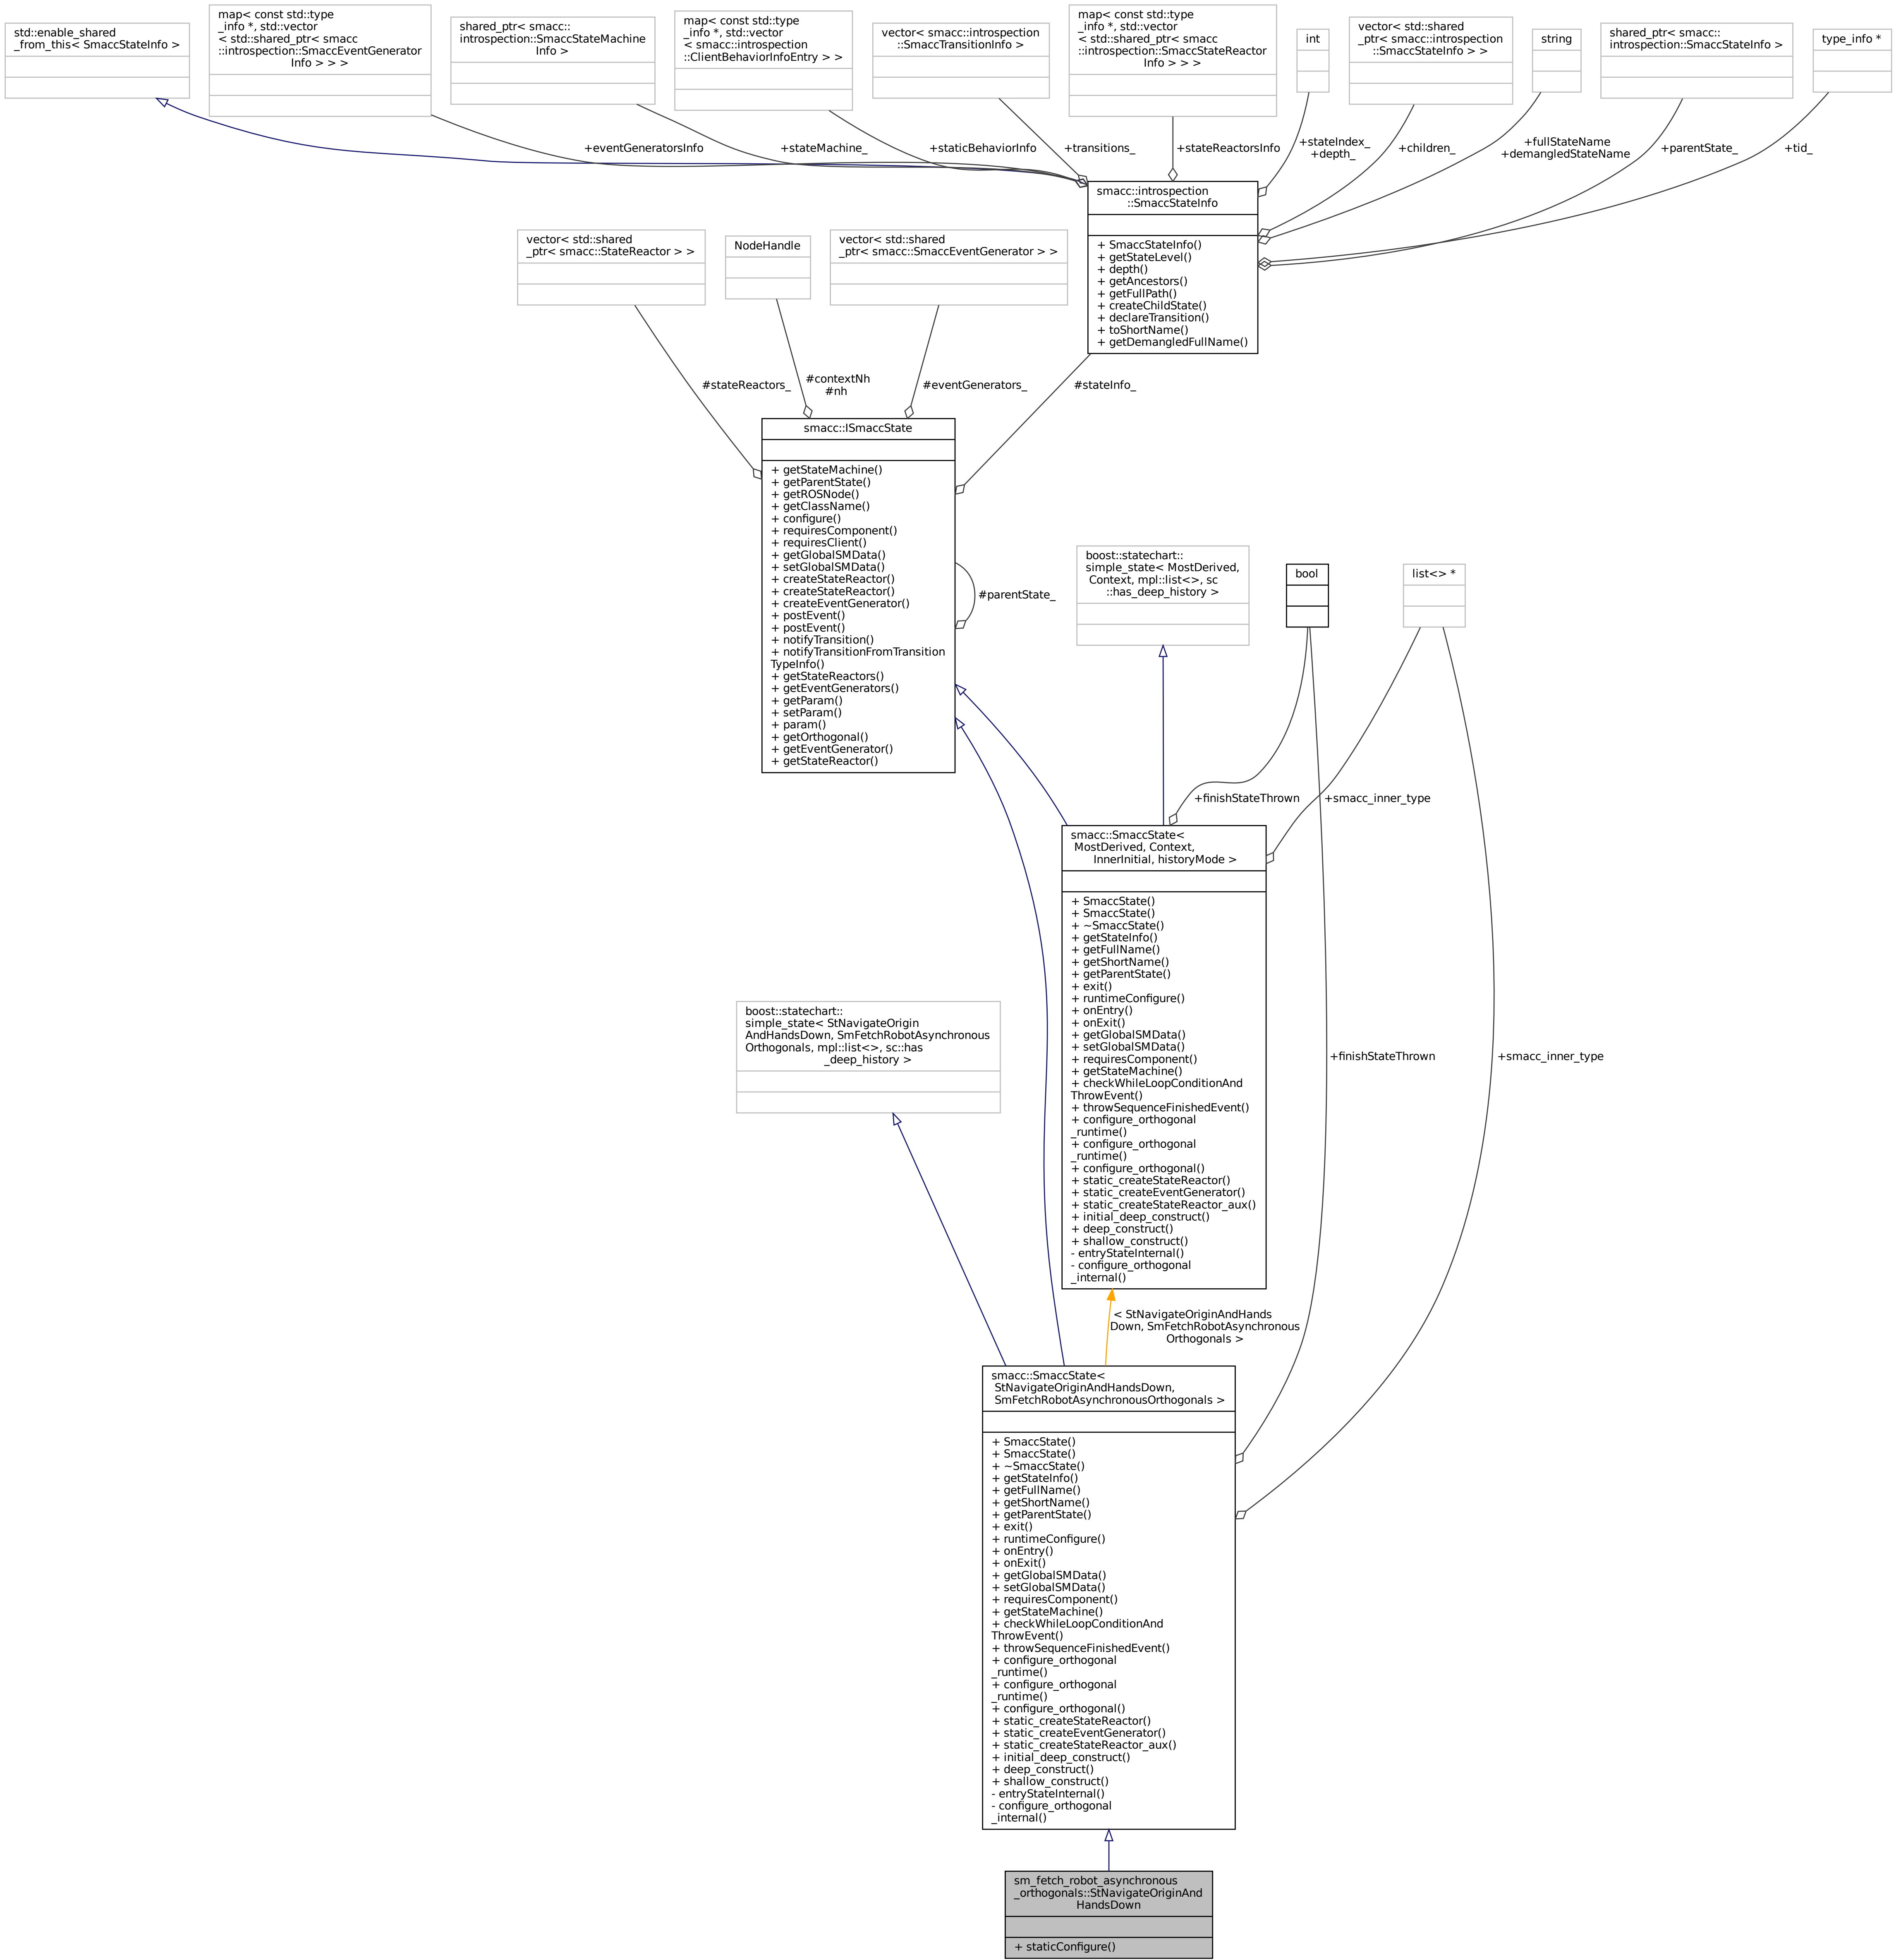 std::enable_shared
_from_this< SmaccStateInfo >
map< const std::type
_info *, std::vector
< std::shared_ptr< smacc
::introspection::SmaccEventGenerator
Info > > >
shared_ptr< smacc::
introspection::SmaccStateMachine
Info >
map< const std::type
_info *, std::vector
< smacc::introspection
::ClientBehaviorInfoEntry > >
vector< smacc::introspection
::SmaccTransitionInfo >
map< const std::type
_info *, std::vector
< std::shared_ptr< smacc
::introspection::SmaccStateReactor
Info > > >
int
vector< std::shared
_ptr< smacc::introspection
::SmaccStateInfo > >
string
shared_ptr< smacc::
introspection::SmaccStateInfo >
type_info *
+eventGeneratorsInfo
+stateMachine_
+staticBehaviorInfo
+transitions_
+stateReactorsInfo
+stateIndex_
+depth_
+children_
+fullStateName
+demangledStateName
+parentState_
+tid_
smacc::introspection
::SmaccStateInfo
+ SmaccStateInfo()
+ getStateLevel()
+ depth()
+ getAncestors()
+ getFullPath()
+ createChildState()
+ declareTransition()
+ toShortName()
+ getDemangledFullName()
vector< std::shared
_ptr< smacc::StateReactor > >
NodeHandle
vector< std::shared
_ptr< smacc::SmaccEventGenerator > >
#stateReactors_
#contextNh
#nh
#eventGenerators_
#stateInfo_
smacc::ISmaccState
+ getStateMachine()
+ getParentState()
+ getROSNode()
+ getClassName()
+ configure()
+ requiresComponent()
+ requiresClient()
+ getGlobalSMData()
+ setGlobalSMData()
+ createStateReactor()
+ createStateReactor()
+ createEventGenerator()
+ postEvent()
+ postEvent()
+ notifyTransition()
+ notifyTransitionFromTransition
TypeInfo()
+ getStateReactors()
+ getEventGenerators()
+ getParam()
+ setParam()
+ param()
+ getOrthogonal()
+ getEventGenerator()
+ getStateReactor()
#parentState_
boost::statechart::
simple_state< MostDerived,
Context, mpl::list<>, sc
::has_deep_history >
bool
list<> *
+finishStateThrown
+smacc_inner_type
smacc::SmaccState<
MostDerived, Context,
InnerInitial, historyMode >
+ SmaccState()
+ SmaccState()
+ ~SmaccState()
+ getStateInfo()
+ getFullName()
+ getShortName()
+ getParentState()
+ exit()
+ runtimeConfigure()
+ onEntry()
+ onExit()
+ getGlobalSMData()
+ setGlobalSMData()
+ requiresComponent()
+ getStateMachine()
+ checkWhileLoopConditionAnd
ThrowEvent()
+ throwSequenceFinishedEvent()
+ configure_orthogonal
_runtime()
+ configure_orthogonal
_runtime()
+ configure_orthogonal()
+ static_createStateReactor()
+ static_createEventGenerator()
+ static_createStateReactor_aux()
+ initial_deep_construct()
+ deep_construct()
+ shallow_construct()
- entryStateInternal()
- configure_orthogonal
_internal()
boost::statechart::
simple_state< StNavigateOrigin
AndHandsDown, SmFetchRobotAsynchronous
Orthogonals, mpl::list<>, sc::has
_deep_history >
+finishStateThrown
+smacc_inner_type
< StNavigateOriginAndHands
Down, SmFetchRobotAsynchronous
Orthogonals >
smacc::SmaccState<
StNavigateOriginAndHandsDown,
SmFetchRobotAsynchronousOrthogonals >
+ SmaccState()
+ SmaccState()
+ ~SmaccState()
+ getStateInfo()
+ getFullName()
+ getShortName()
+ getParentState()
+ exit()
+ runtimeConfigure()
+ onEntry()
+ onExit()
+ getGlobalSMData()
+ setGlobalSMData()
+ requiresComponent()
+ getStateMachine()
+ checkWhileLoopConditionAnd
ThrowEvent()
+ throwSequenceFinishedEvent()
+ configure_orthogonal
_runtime()
+ configure_orthogonal
_runtime()
+ configure_orthogonal()
+ static_createStateReactor()
+ static_createEventGenerator()
+ static_createStateReactor_aux()
+ initial_deep_construct()
+ deep_construct()
+ shallow_construct()
- entryStateInternal()
- configure_orthogonal
_internal()
sm_fetch_robot_asynchronous
_orthogonals::StNavigateOriginAnd
HandsDown
+ staticConfigure()